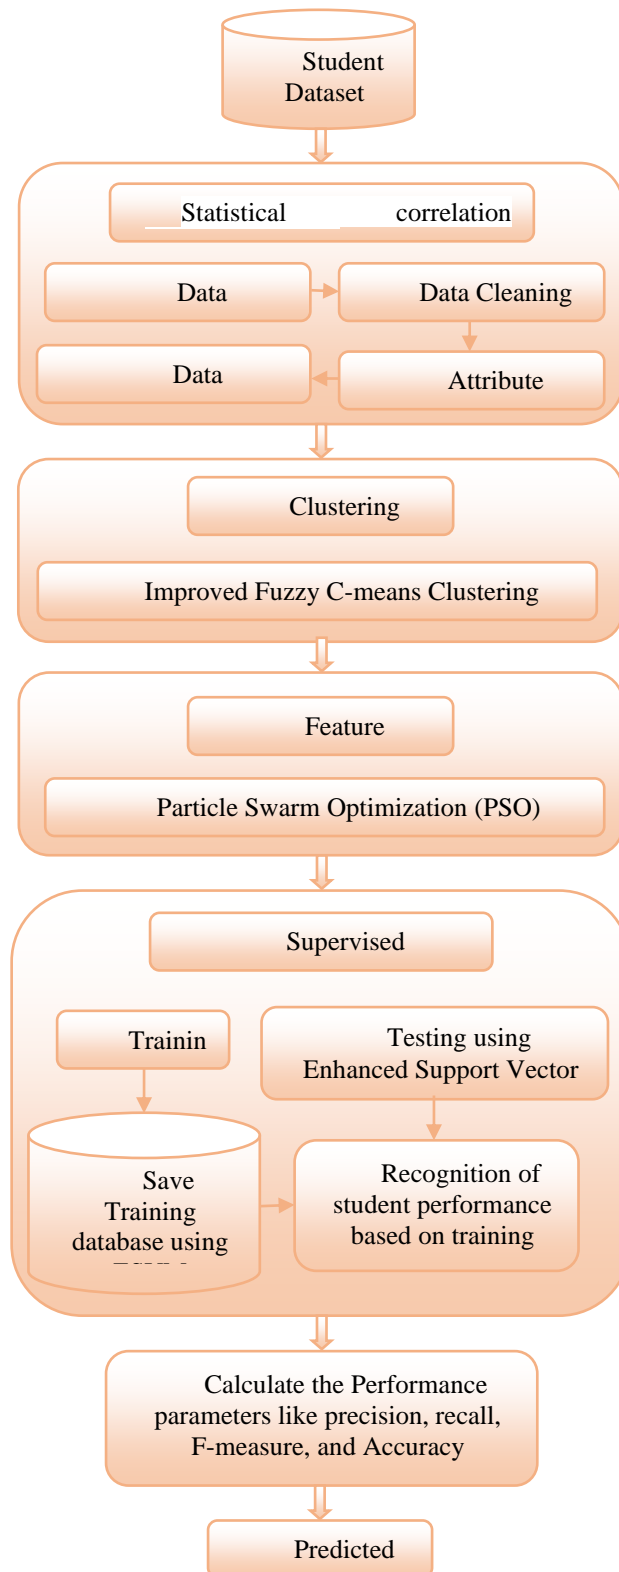 Student
Dataset
Statistical correlation
Data
Data Cleaning
Data
Attribute
Clustering
Improved Fuzzy C-means Clustering
Feature
Particle Swarm Optimization (PSO)
Supervised
Trainin
Testing using
Enhanced Support Vector
Save
Training
database using
Recognition of
student performance
based on training
Calculate the Performance
parameters like precision, recall,
F-measure, and Accuracy
Predicted